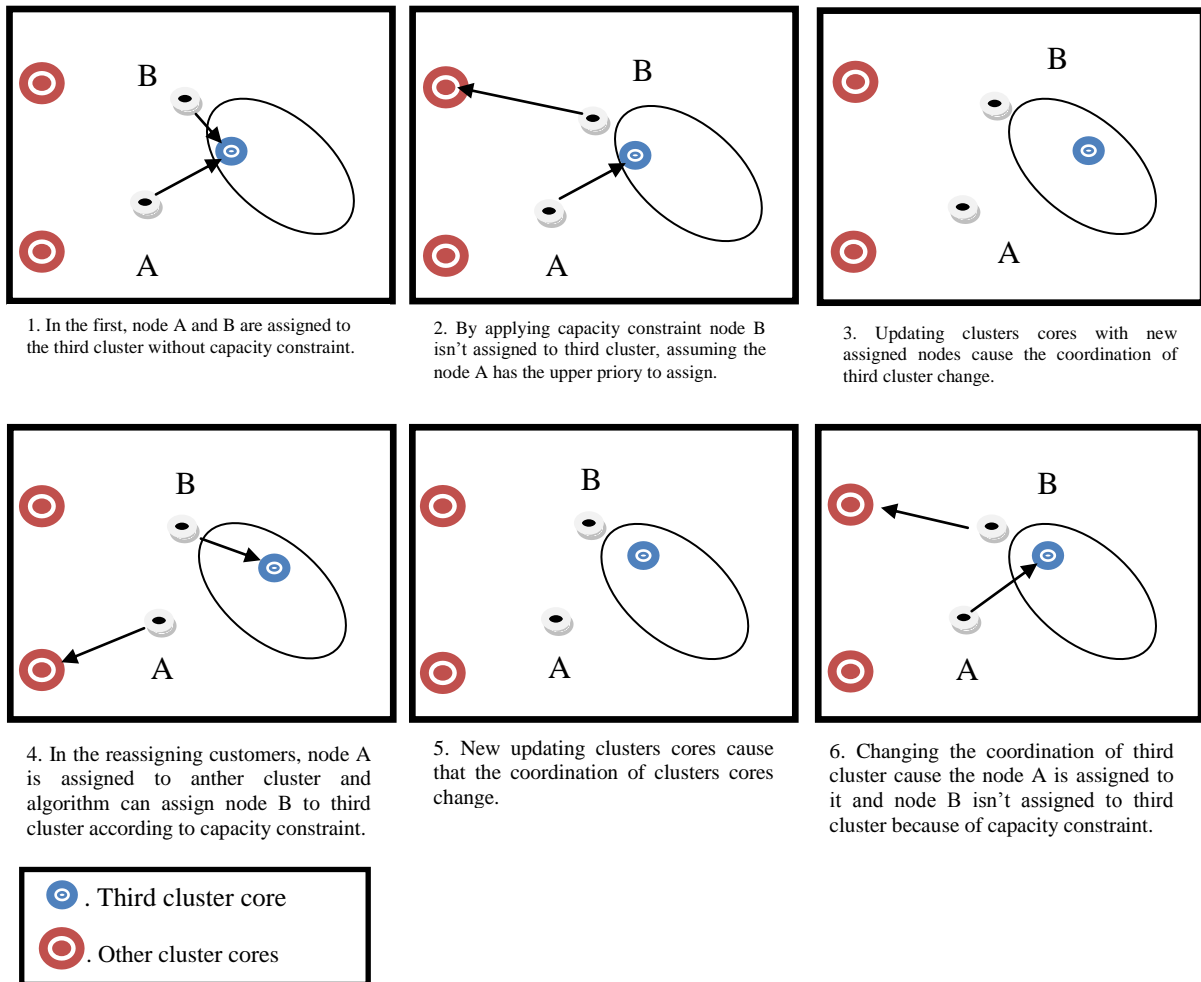 B
A
1. In the first, node A and B are assigned to
the third cluster without capacity constraint.
B
A
2. By applying capacity constraint node B
isn't assigned to third cluster, assuming the
node A has the upper priory to assign.
B
A
3. Updating clusters cores with new
assigned nodes cause the coordination of
third cluster change.
B
A
4. In the reassigning customers, node A
is assigned to anther cluster and
algorithm can assign node B to third
cluster according to capacity constraint.
B
A
5. New updating clusters cores cause
that the coordination of clusters cores
change.
B
A
6. Changing the coordination of third
cluster cause the node A is assigned to
it and node B isn't assigned to third
cluster because of capacity constraint.
. Third cluster core
. Other cluster cores